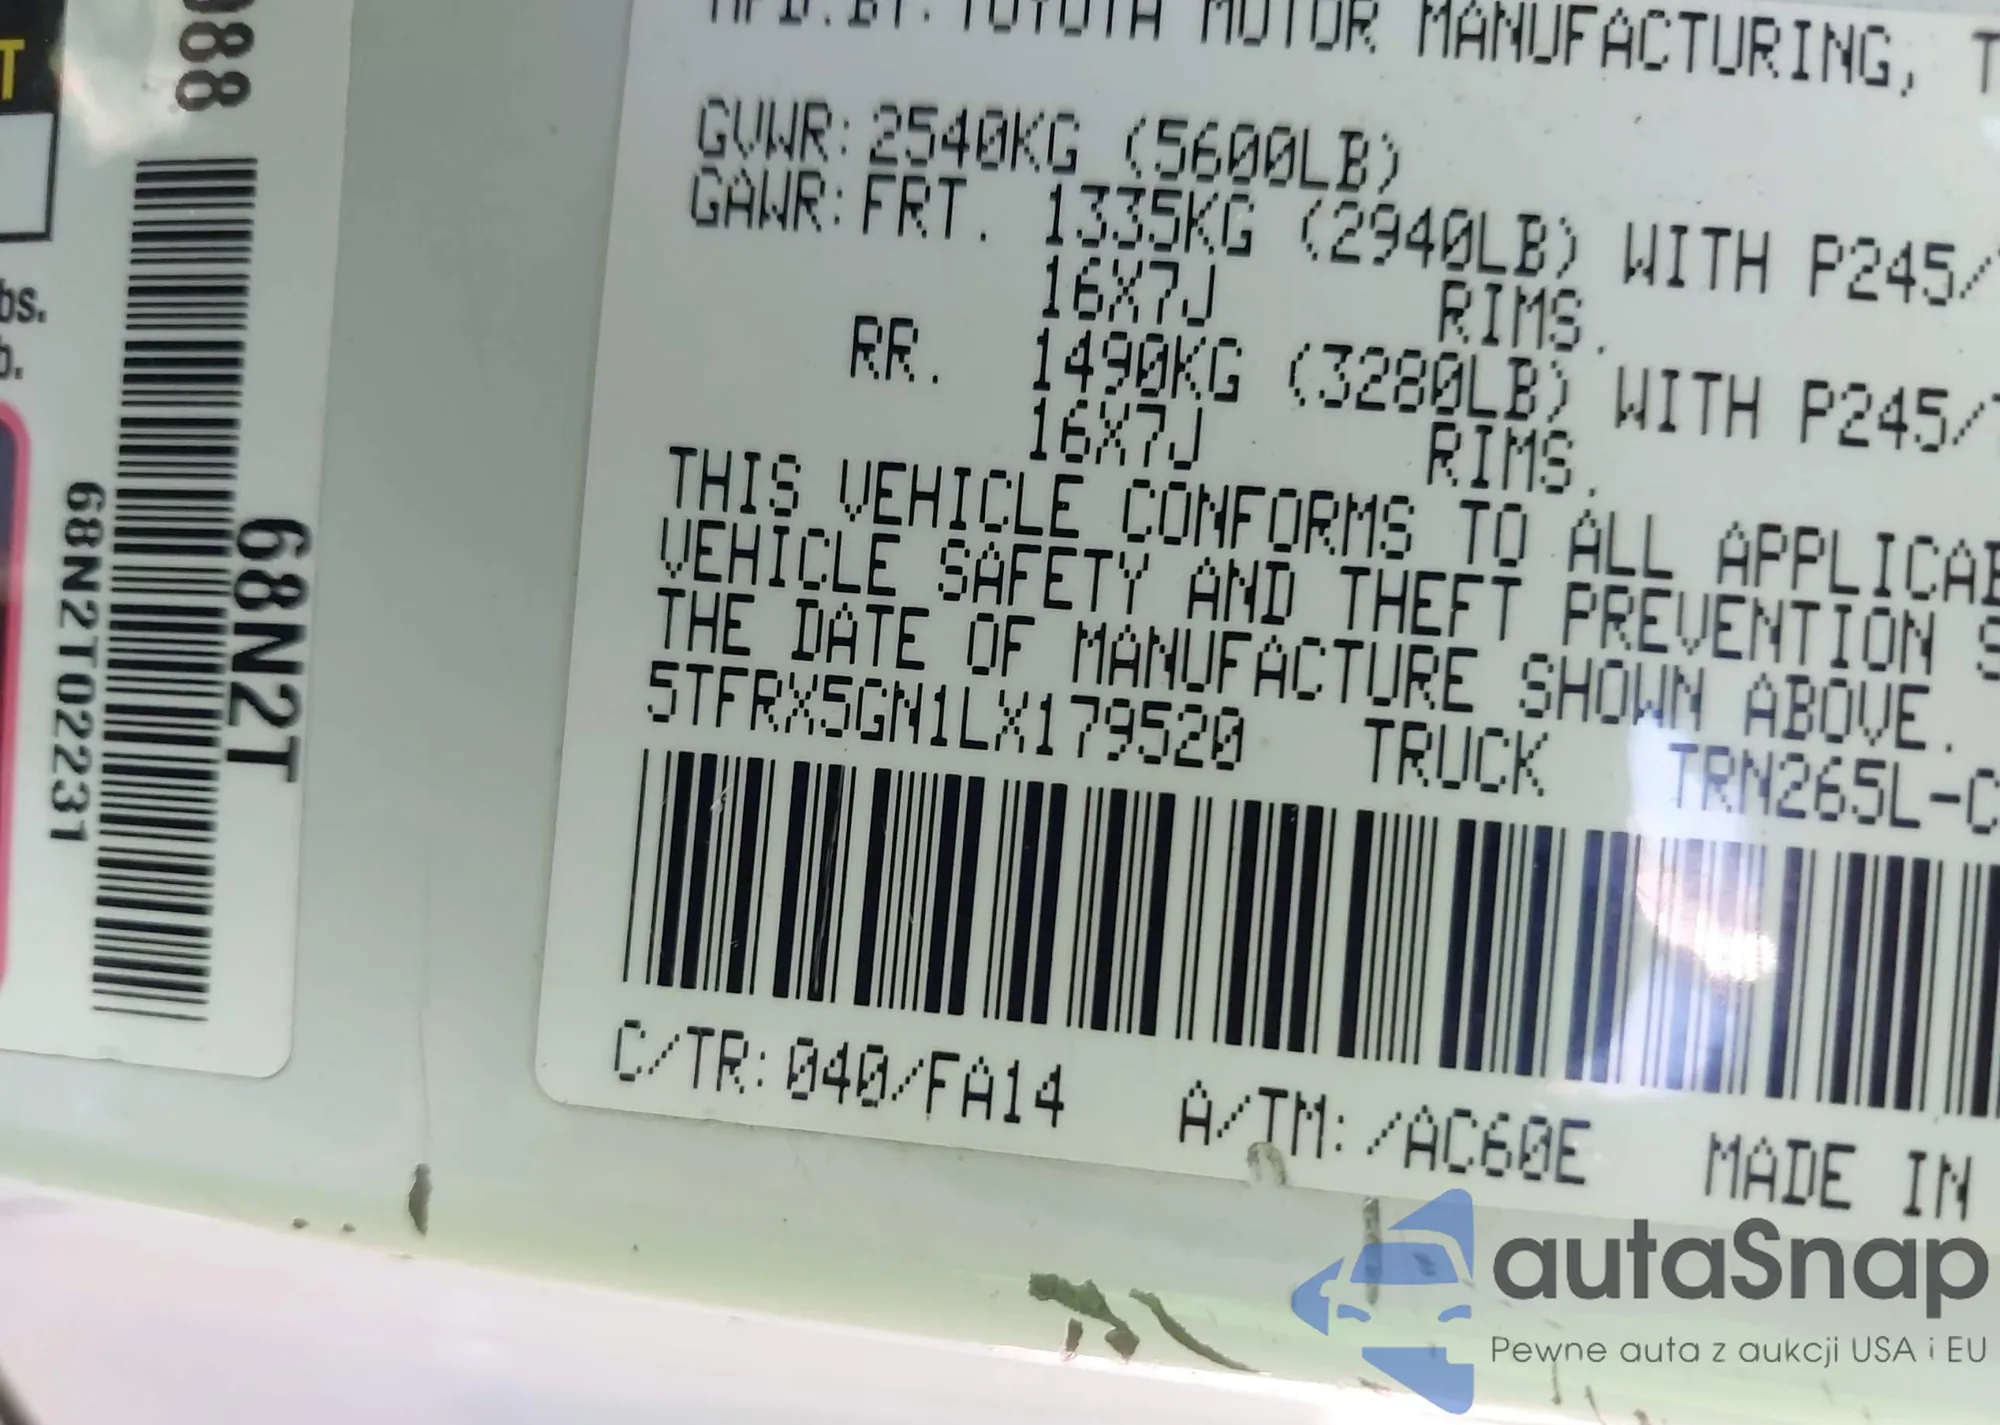 T
088
bs.
b.
68N2T02231
68N2T
MFD.BY: TOYOTA MOTOR MANUFACTURING, T
GVWR: 2540KG (5600LB)
GAWR: FRT. 1335KG (2940LB) WITH P245/
16X7J RIMS.
RR. 1490KG (3280LB) WITH P245/
16X7J RIMS.
THIS VEHICLE CONFORMS TO ALL APPLICAB
VEHICLE SAFETY AND THEFT PREVENTION S
THE DATE OF MANUFACTURE SHOWN ABOVE.
5TFRX5GN1LX179520 TRUCK TRN265L-C
C/TR: 040/FA14 A/TM: /AC60E MADE IN
autaSnap
Pewne auta z aukcji USA i EU